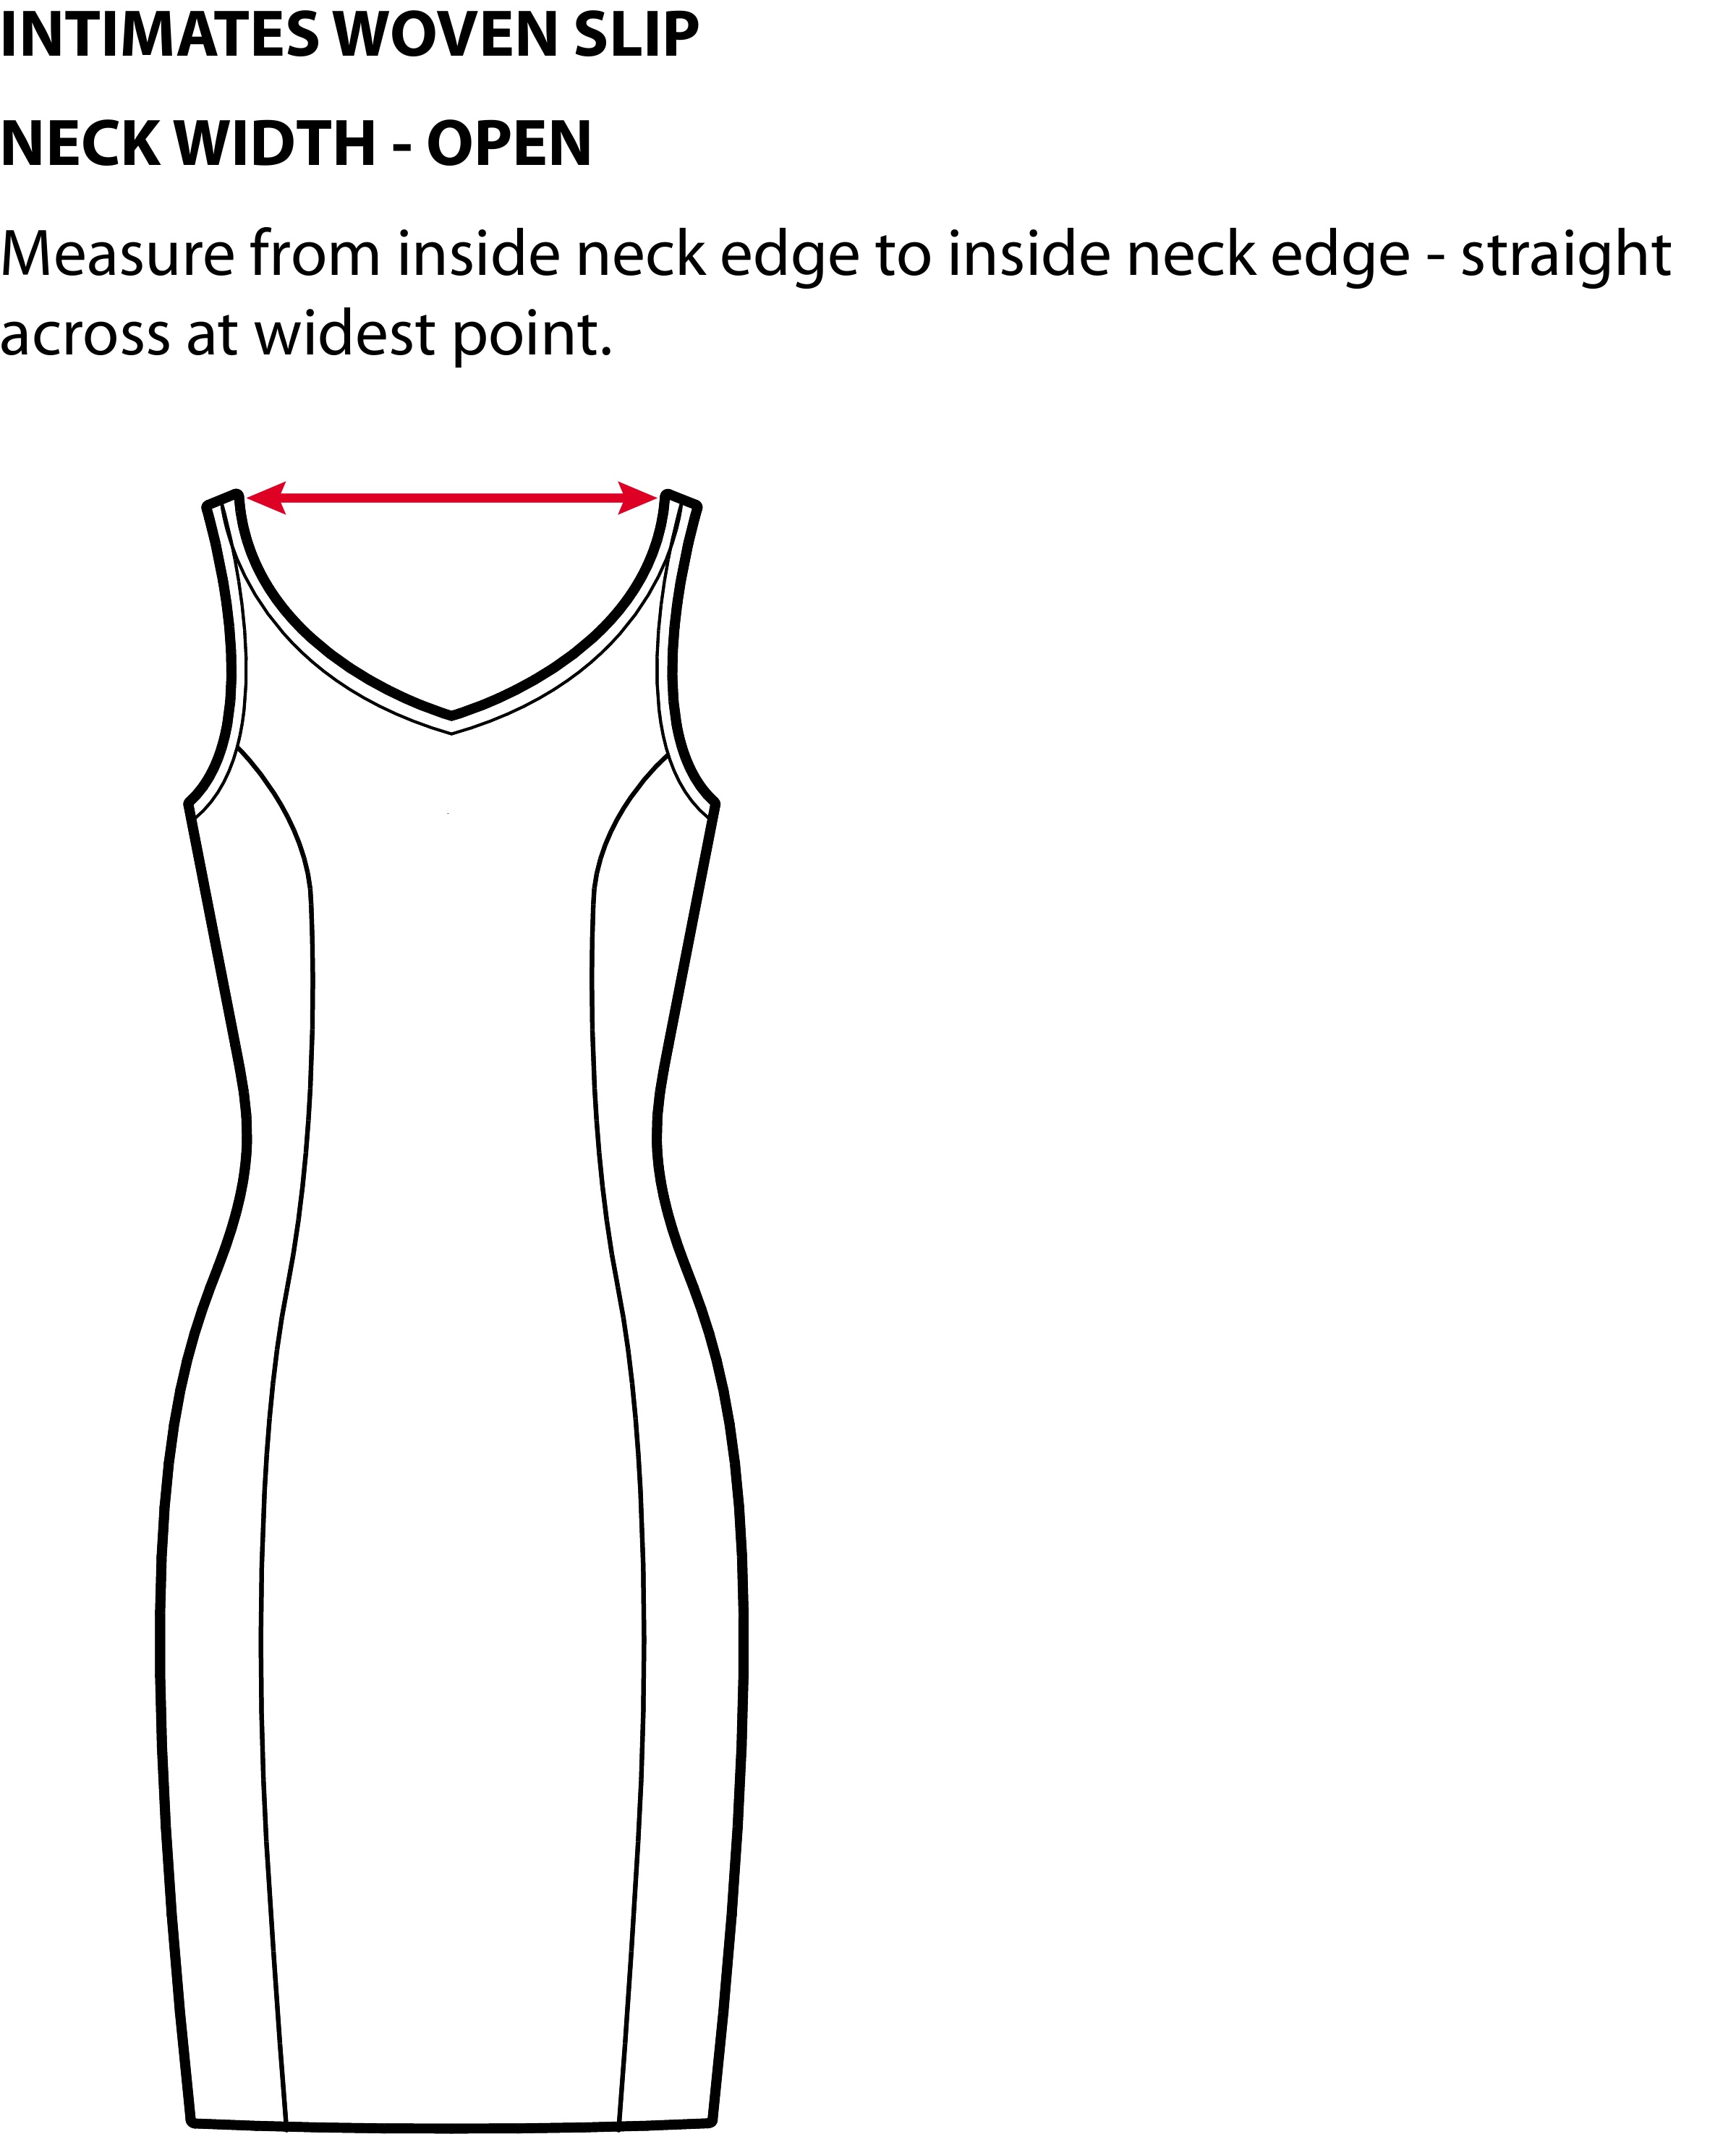 INTIMATES WOVEN SLIP
NECK WIDTH - OPEN
Measure from inside neck edge to inside neck edge - straight
across at widest point.